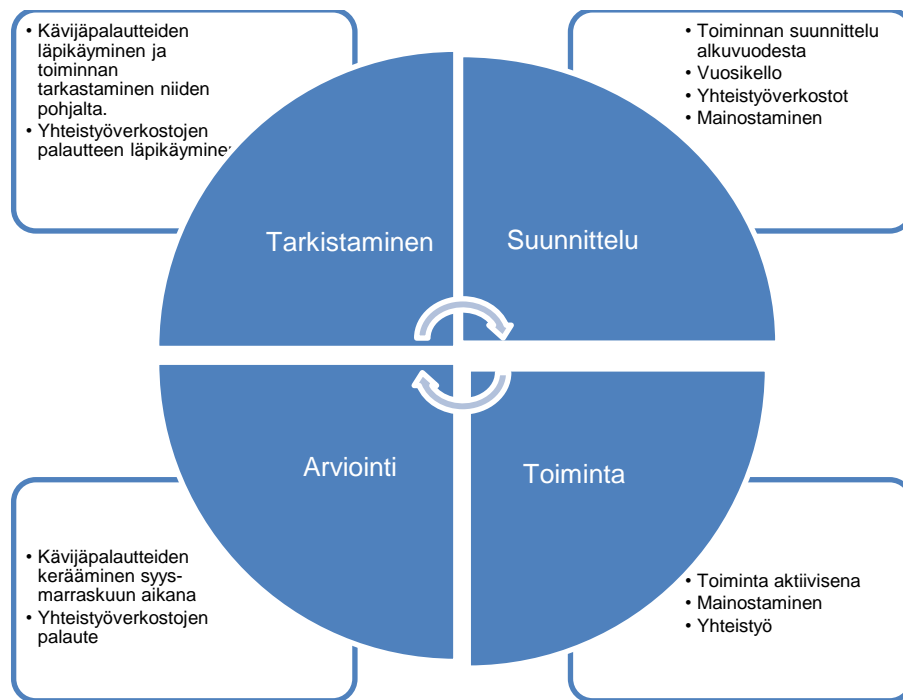 • Kävijäpalautteiden
läpikäyminen ja
toiminnan
tarkastaminen niiden
pohjalta.
• Yhteistyöverkostojen
palautteen läpikäyminen
• Toiminnan suunnittelu
alkuvuodesta
• Vuosikello
• Yhteistyöverkostot
• Mainostaminen
Tarkistaminen
Suunnittelu
Arviointi
Toiminta
• Kävijäpalautteiden
kerääminen syys-
marraskuun aikana
• Yhteistyöverkostojen
palaute
• Toiminta aktiivisena
• Mainostaminen
• Yhteistyö